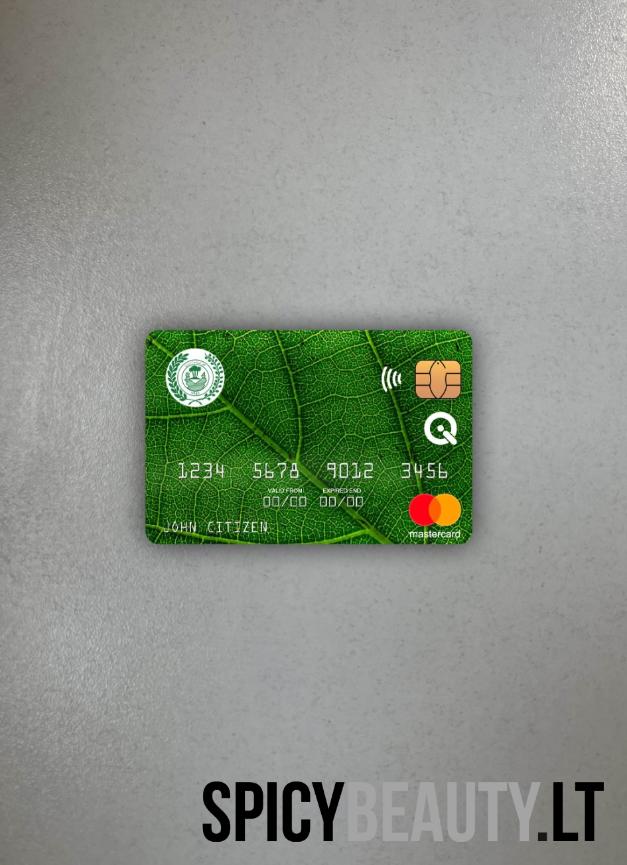 1234 5678 9012 3456
VALID FROM EXPIRED END
00/00 00/00
JOHN CITIZEN
mastercard
SPICYBEAUTY.LT